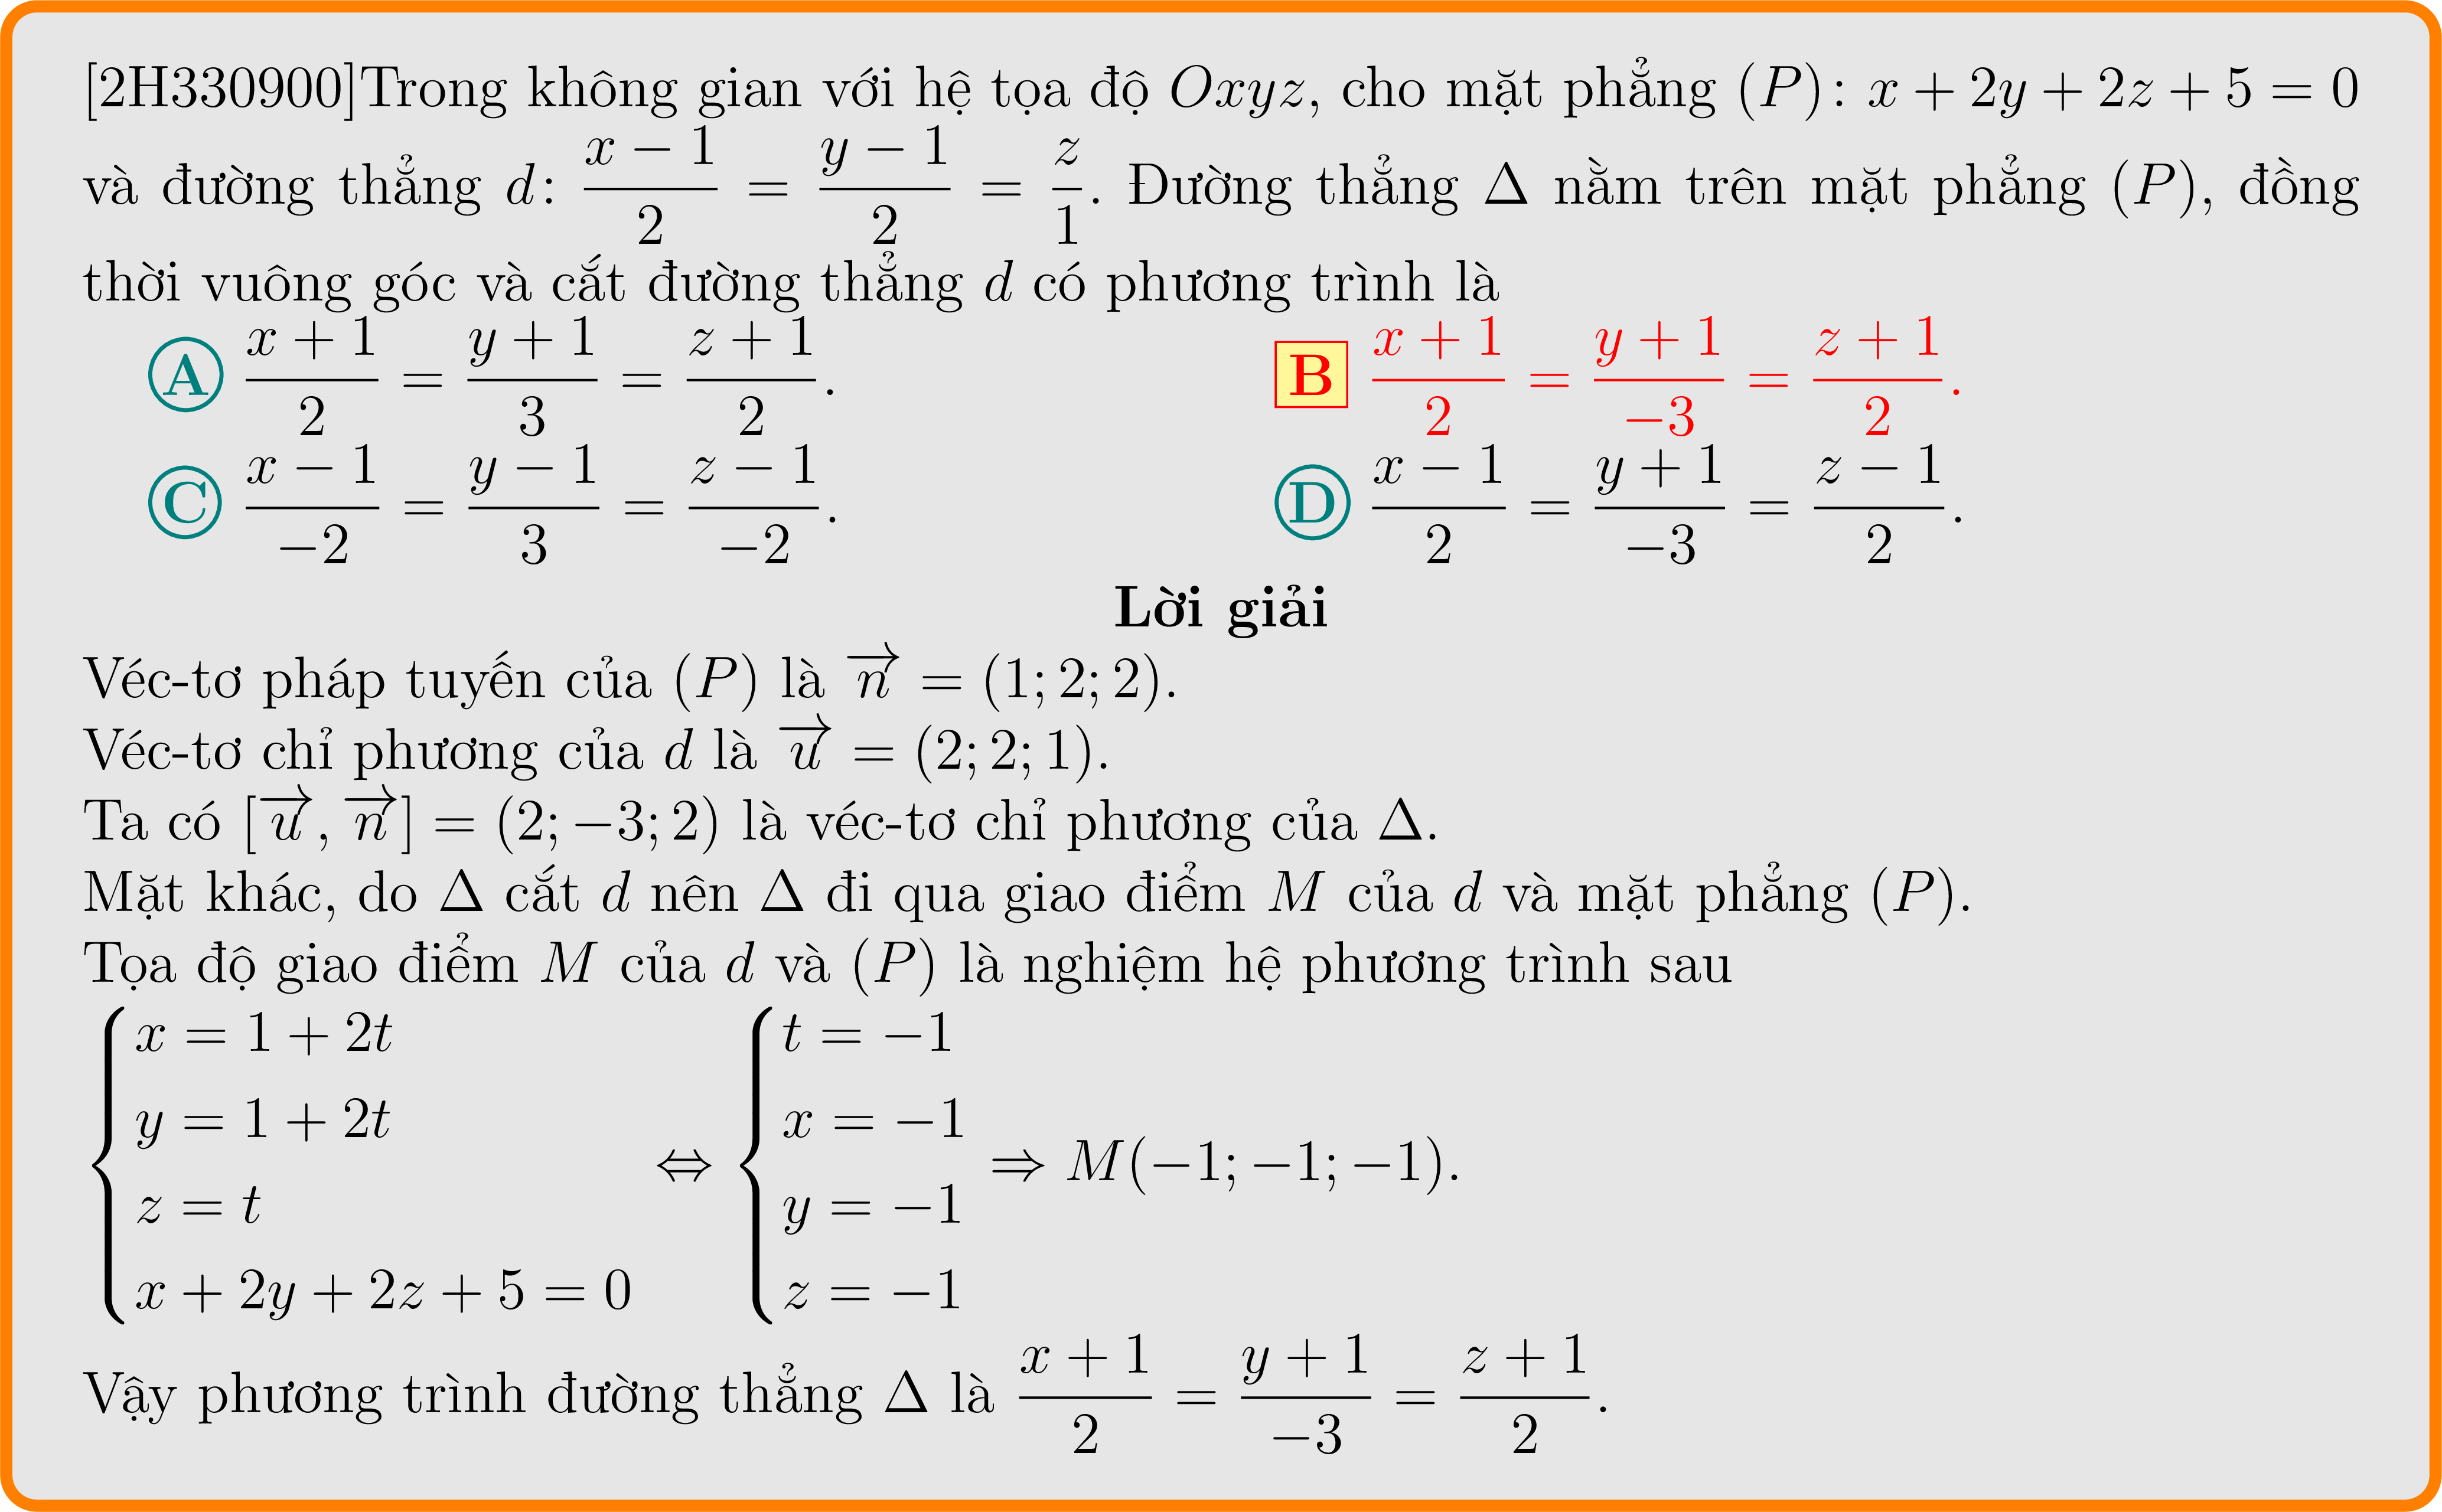 [2H330900]Trong không gian với hệ tọa độ Oxyz, cho mặt phẳng (P): x + 2y + 2z + 5 = 0
và đường thẳng d: \frac{x − 1}{2} = \frac{y − 1}{2} = \frac{z}{1}. Đường thẳng Δ nằm trên mặt phẳng (P), đồng
thời vuông góc và cắt đường thẳng d có phương trình là
A \frac{x + 1}{2} = \frac{y + 1}{3} = \frac{z + 1}{2}. B \frac{x + 1}{2} = \frac{y + 1}{−3} = \frac{z + 1}{2}.
C \frac{x − 1}{−2} = \frac{y − 1}{3} = \frac{z − 1}{−2}. D \frac{x − 1}{2} = \frac{y + 1}{−3} = \frac{z − 1}{2}.
Lời giải
Véc-tơ pháp tuyến của (P) là \overrightarrow{n} = (1; 2; 2).
Véc-tơ chỉ phương của d là \overrightarrow{u} = (2; 2; 1).
Ta có [\overrightarrow{u}, \overrightarrow{n}] = (2; −3; 2) là véc-tơ chỉ phương của Δ.
Mặt khác, do Δ cắt d nên Δ đi qua giao điểm M của d và mặt phẳng (P).
Tọa độ giao điểm M của d và (P) là nghiệm hệ phương trình sau
\begin{cases} x = 1 + 2t \\ y = 1 + 2t \\ z = t \\ x + 2y + 2z + 5 = 0 \end{cases} ⇔ \begin{cases} t = −1 \\ x = −1 \\ y = −1 \\ z = −1 \end{cases} ⇒ M(−1; −1; −1).
Vậy phương trình đường thẳng Δ là \frac{x + 1}{2} = \frac{y + 1}{−3} = \frac{z + 1}{2}.